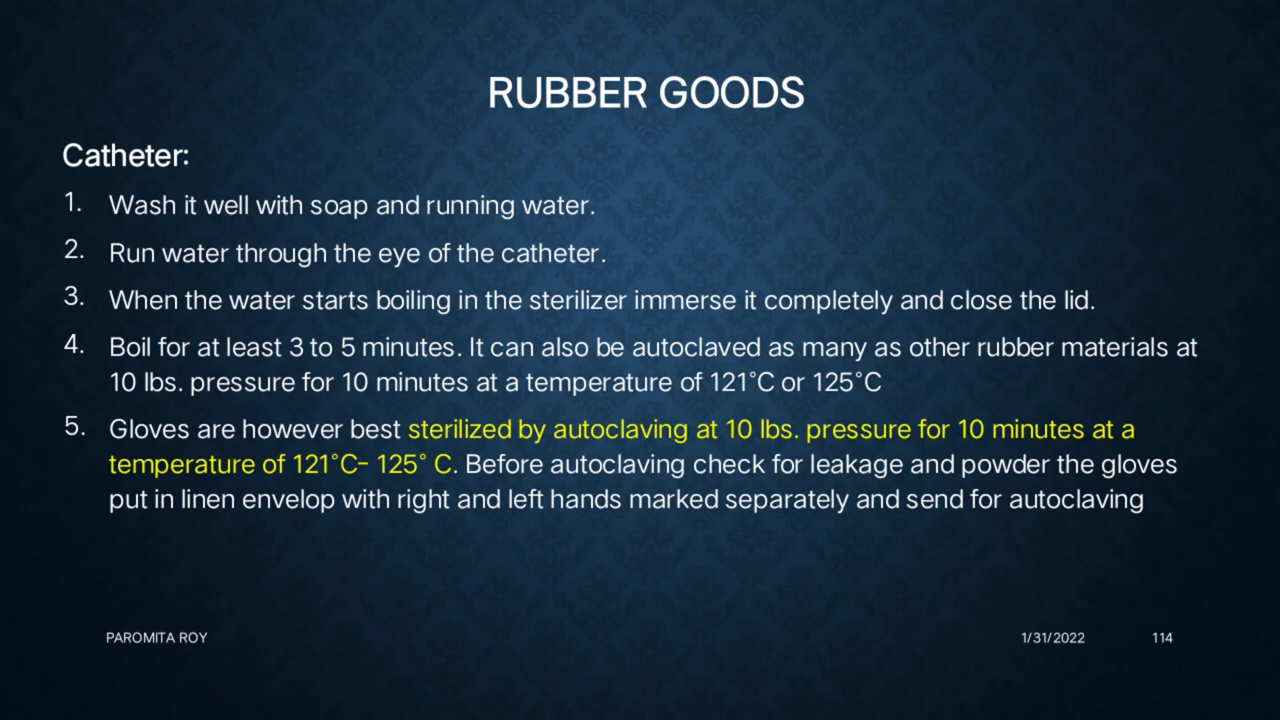 RUBBER GOODS
Catheter:
1. Wash it well with soap and running water.
2. Run water through the eye of the catheter.
3. When the water starts boiling in the sterilizer immerse it completely and close the lid.
4. Boil for at least 3 to 5 minutes. It can also be autoclaved as many as other rubber materials at
10 lbs. pressure for 10 minutes at a temperature of 121°C or 125°C
5. Gloves are however best sterilized by autoclaving at 10 lbs. pressure for 10 minutes at a
temperature of 121°C– 125° C. Before autoclaving check for leakage and powder the gloves
put in linen envelop with right and left hands marked separately and send for autoclaving
PAROMITA ROY 1/31/2022 114